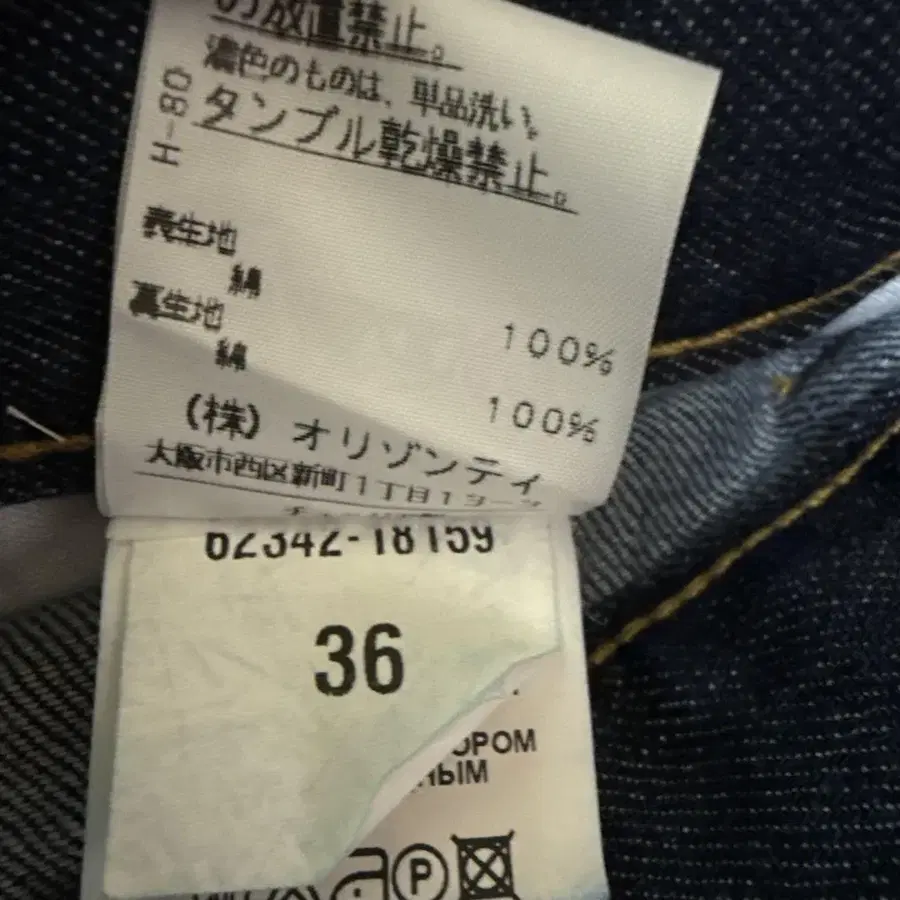 の放置禁止。
濃色のものは、単品洗い。
タンブル乾燥禁止。
08-H
表生地
綿
100%
裏生地
綿
100%
(株) オリゾンティ
大阪市西区新町1丁目13-
62342-18159
36
ОРОМ
НЫМ
P